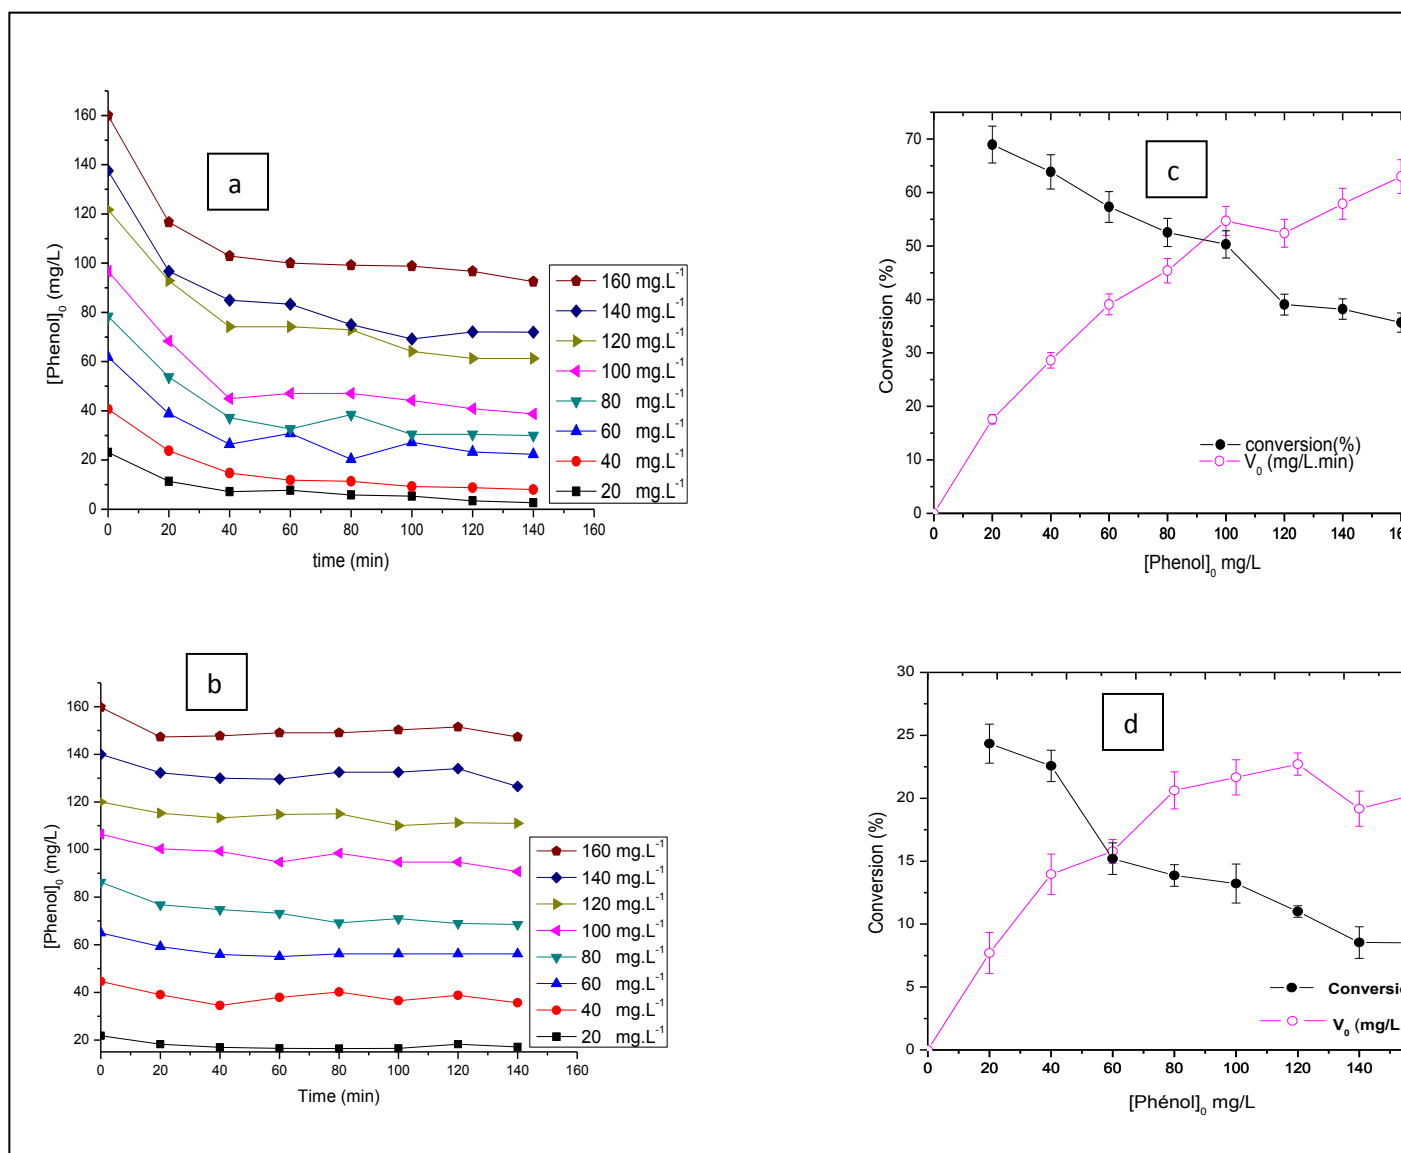 a
160
140
120
100
80
60
40
20
0
[Phenol]₀ (mg/L)
0 20 40 60 80 100 120 140 160
time (min)
160 mg.L⁻¹
140 mg.L⁻¹
120 mg.L⁻¹
100 mg.L⁻¹
80 mg.L⁻¹
60 mg.L⁻¹
40 mg.L⁻¹
20 mg.L⁻¹
c
70
60
50
40
30
20
10
0
Conversion (%)
conversion(%)
V₀ (mg/L.min)
0 20 40 60 80 100 120 140 16
[Phenol]₀ mg/L
b
160
140
120
100
80
60
40
20
[Phenol]₀ (mg/L)
0 20 40 60 80 100 120 140 160
Time (min)
160 mg.L⁻¹
140 mg.L⁻¹
120 mg.L⁻¹
100 mg.L⁻¹
80 mg.L⁻¹
60 mg.L⁻¹
40 mg.L⁻¹
20 mg.L⁻¹
d
30
25
20
15
10
5
0
Conversion (%)
Conversio
V₀ (mg/L
0 20 40 60 80 100 120 140
[Phénol]₀ mg/L